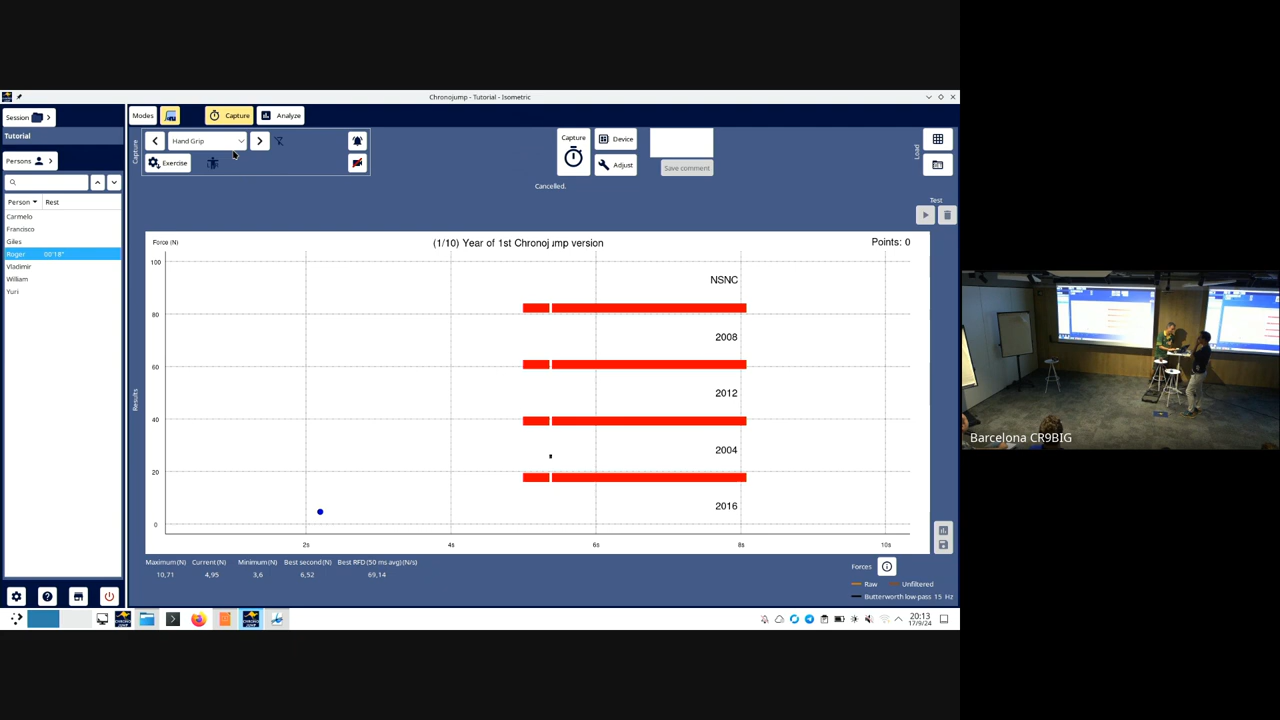 Chronojump - Tutorial - Isometric
Session
Modes
Capture
Analyze
Tutorial
Persons
Person
Rest
Carmelo
Francisco
Giles
Roger 00'18"
Vladimir
William
Yuri
Capture
Hand Grip
Exercise
Capture
Device
Adjust
Save comment
Load
Cancelled.
Test
Results
Force (N)
(1/10) Year of 1st Chronojump version
Points: 0
100
80
60
40
20
0
NSNC
2008
2012
2004
2016
2s
4s
6s
8s
10s
Maximum(N) Current(N) Minimum(N) Best second(N) Best RFD (50 ms avg)(N/s)
10,71 4,95 3,6 6,52 69,14
Forces
Raw
Unfiltered
Butterworth low-pass 15 Hz
20:13
17/9/24
Barcelona CR9BIG